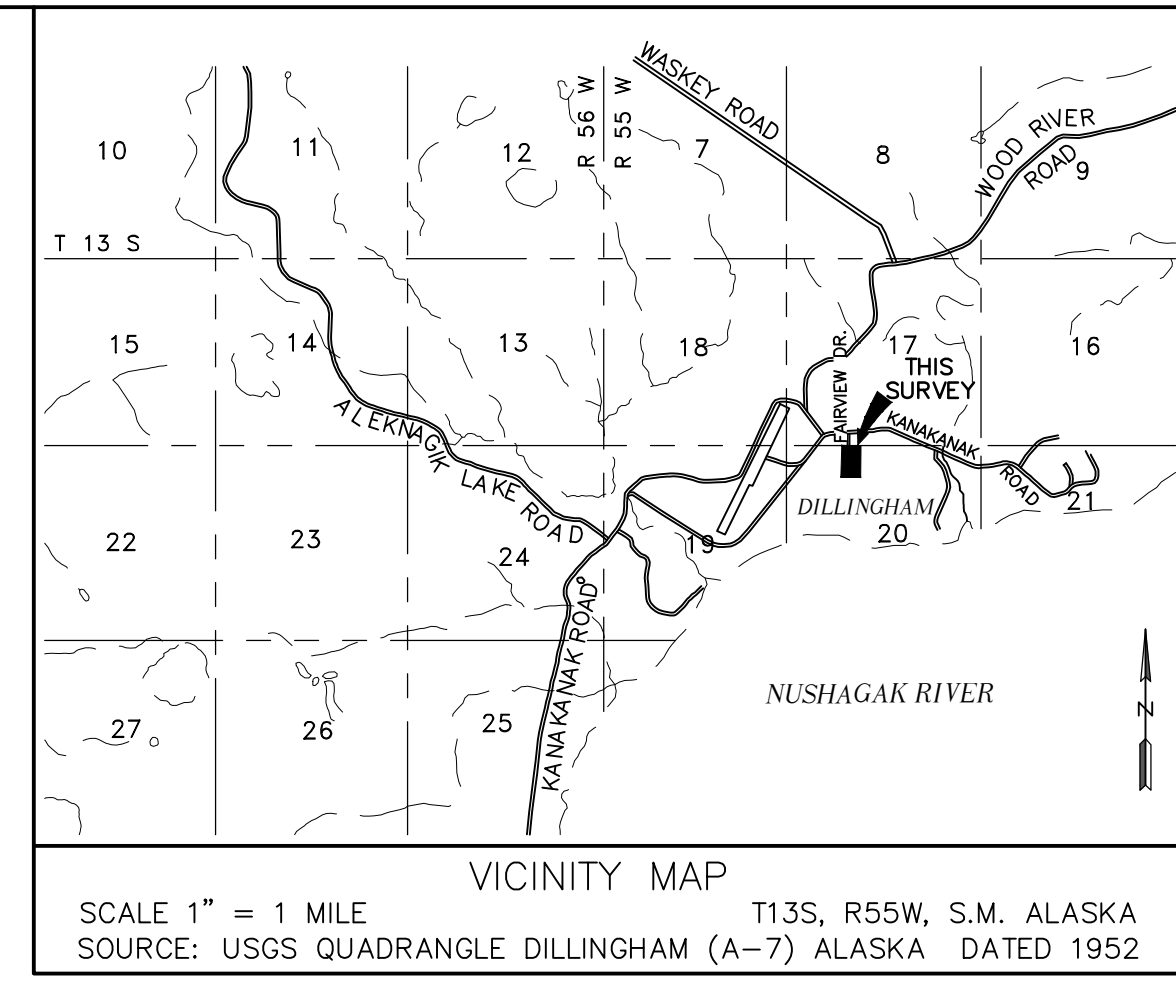 WASKEY ROAD
R 56 W
R 55 W
WOOD RIVER
ROAD
10
11
12
7
8
9
T 13 S
15
14
13
18
FAIRVIEW DR.
17
16
THIS
SURVEY
ALEKNAGIK LAKE ROAD
KANAKANAK
ROAD
DILLINGHAM
22
23
24
19
20
21
KANAKANAK ROAD
27
26
25
NUSHAGAK RIVER
N
VICINITY MAP
SCALE 1” = 1 MILE
T13S, R55W, S.M. ALASKA
SOURCE: USGS QUADRANGLE DILLINGHAM (A-7) ALASKA DATED 1952